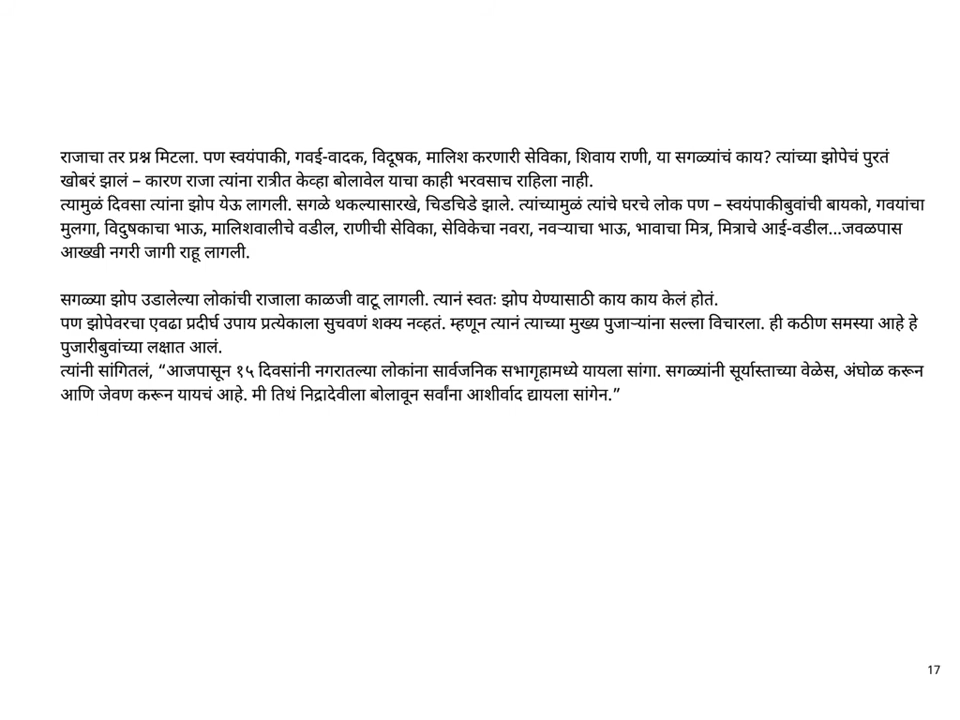 राजाचा तर प्रश्न मिटला. पण स्वयंपाकी, गवई-वादक, विदूषक, मालिश करणारी सेविका, शिवाय राणी, या सगळ्यांचं काय? त्यांच्या झोपेचं पुरतं
खोबरं झालं – कारण राजा त्यांना रात्रीत केव्हा बोलावेल याचा काही भरवसाच राहिला नाही.
त्यामुळं दिवसा त्यांना झोप येऊ लागली. सगळे थकल्यासारखे, चिडचिडे झाले. त्यांच्यामुळं त्यांचे घरचे लोक पण – स्वयंपाकीबुवांची बायको, गवयांचा
मुलगा, विदुषकाचा भाऊ, मालिशवालीचे वडील, राणीची सेविका, सेविकेचा नवरा, नवऱ्याचा भाऊ, भावाचा मित्र, मित्राचे आई-वडील...जवळपास
आख्खी नगरी जागी राहू लागली.
सगळ्या झोप उडालेल्या लोकांची राजाला काळजी वाटू लागली. त्यानं स्वतः झोप येण्यासाठी काय काय केलं होतं.
पण झोपेवरचा एवढा प्रदीर्घ उपाय प्रत्येकाला सुचवणं शक्य नव्हतं. म्हणून त्यानं त्याच्या मुख्य पुजाऱ्यांना सल्ला विचारला. ही कठीण समस्या आहे हे
पुजारीबुवांच्या लक्षात आलं.
त्यांनी सांगितलं, “आजपासून १५ दिवसांनी नगरातल्या लोकांना सार्वजनिक सभागृहामध्ये यायला सांगा. सगळ्यांनी सूर्यास्ताच्या वेळेस, अंघोळ करून
आणि जेवण करून यायचं आहे. मी तिथं निद्रादेवीला बोलावून सर्वांना आशीर्वाद द्यायला सांगेन.”
17